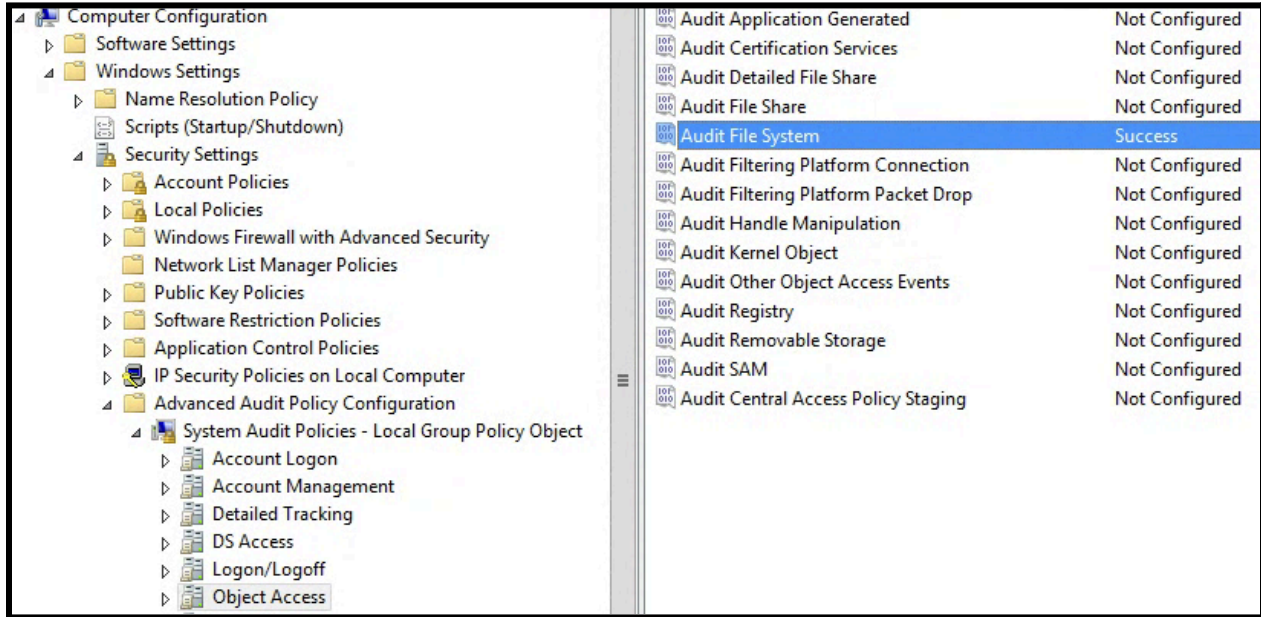 Computer Configuration
Software Settings
Windows Settings
Name Resolution Policy
Scripts (Startup/Shutdown)
Security Settings
Account Policies
Local Policies
Windows Firewall with Advanced Security
Network List Manager Policies
Public Key Policies
Software Restriction Policies
Application Control Policies
IP Security Policies on Local Computer
Advanced Audit Policy Configuration
System Audit Policies - Local Group Policy Object
Account Logon
Account Management
Detailed Tracking
DS Access
Logon/Logoff
Object Access
Audit Application Generated Not Configured
Audit Certification Services Not Configured
Audit Detailed File Share Not Configured
Audit File Share Not Configured
Audit File System Success
Audit Filtering Platform Connection Not Configured
Audit Filtering Platform Packet Drop Not Configured
Audit Handle Manipulation Not Configured
Audit Kernel Object Not Configured
Audit Other Object Access Events Not Configured
Audit Registry Not Configured
Audit Removable Storage Not Configured
Audit SAM Not Configured
Audit Central Access Policy Staging Not Configured